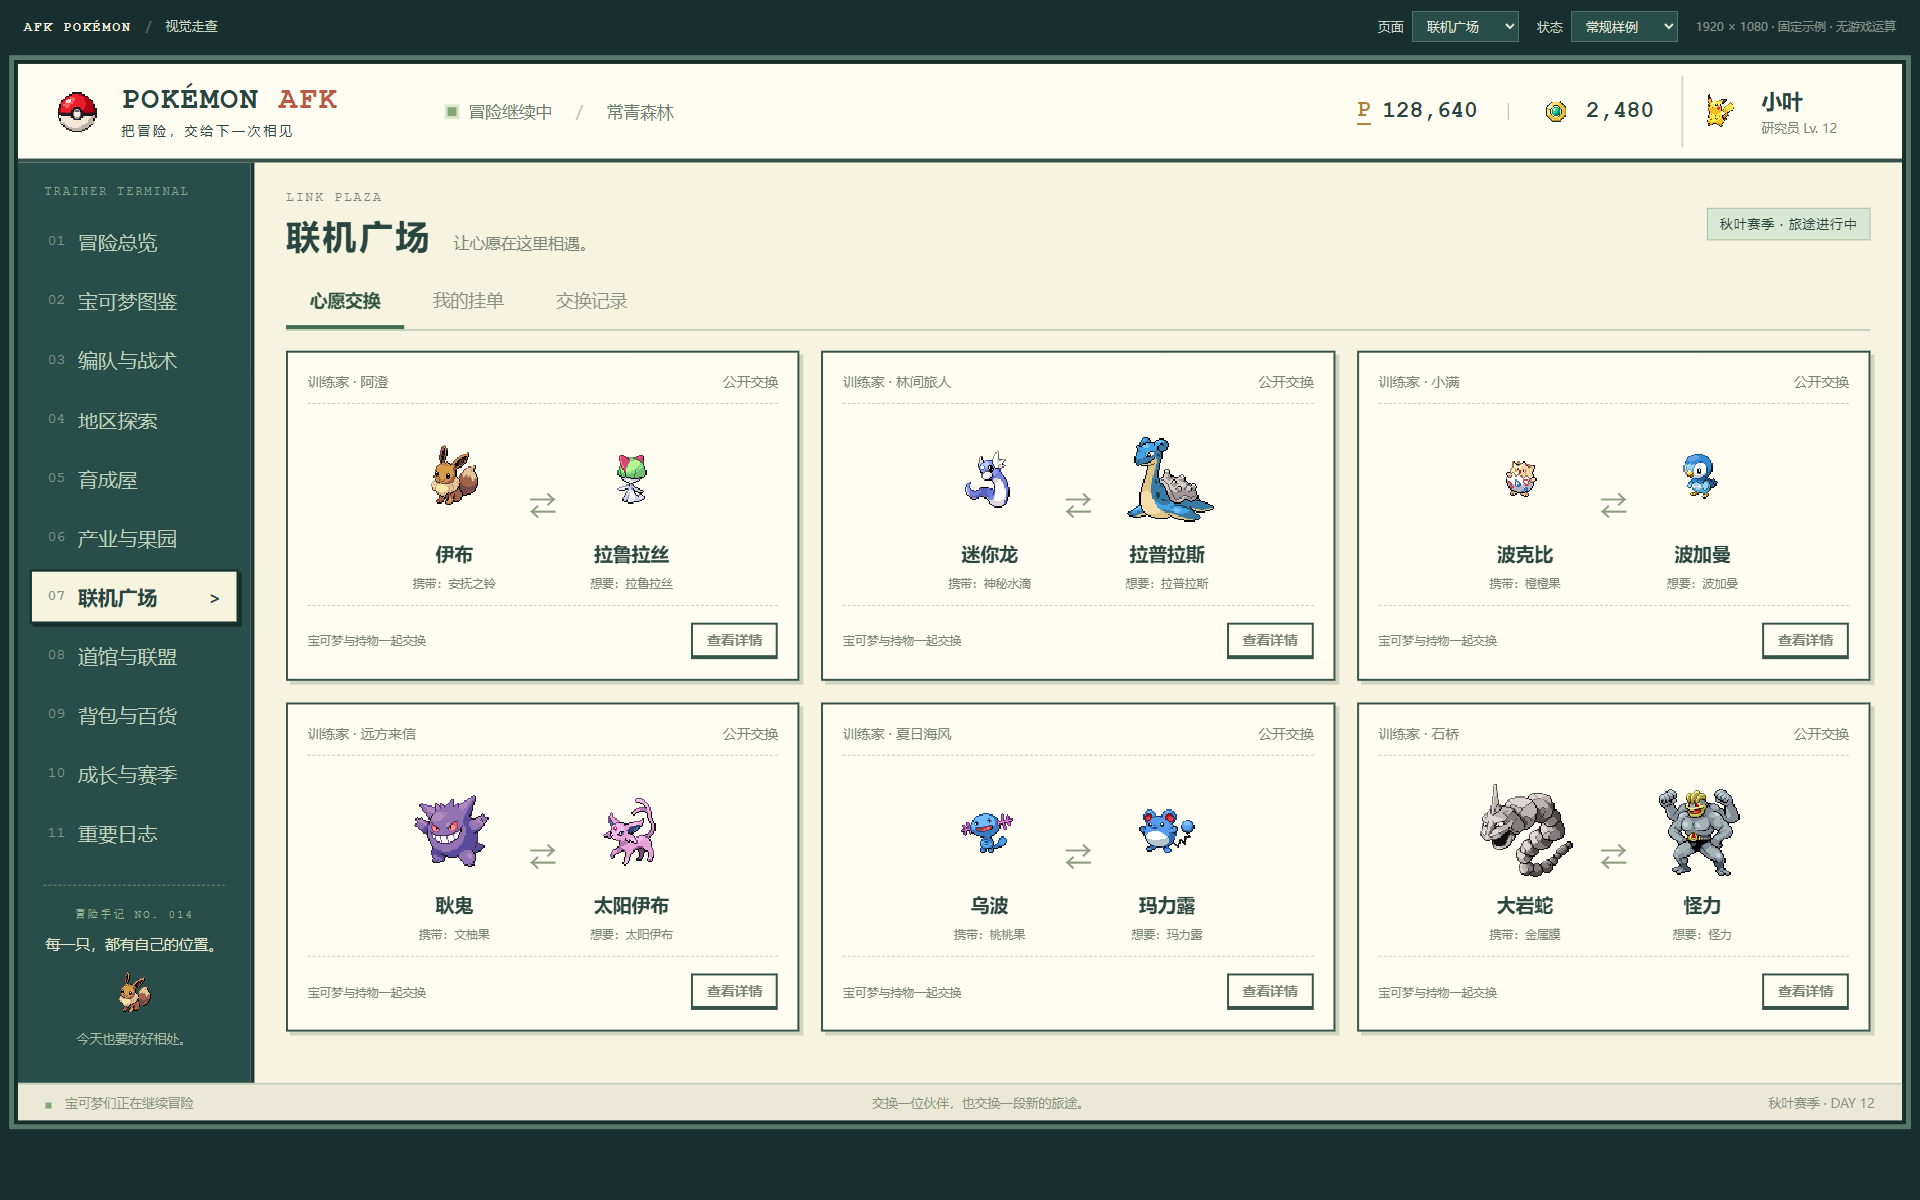 AFK POKÉMON / 视觉走查
页面 联机广场 状态 常规样例 1920 × 1080 · 固定示例 · 无游戏运算
POKÉMON AFK
把冒险，交给下一次相见
冒险继续中 / 常青森林
P 128,640 | 2,480
小叶
研究员 Lv. 12
TRAINER TERMINAL
01 冒险总览
02 宝可梦图鉴
03 编队与战术
04 地区探索
05 育成屋
06 产业与果园
07 联机广场 >
08 道馆与联盟
09 背包与百货
10 成长与赛季
11 重要日志
冒险手记 NO. 014
每一只，都有自己的位置。
今天也要好好相处。
LINK PLAZA
联机广场 让心愿在这里相遇。
秋叶赛季 · 旅途进行中
心愿交换 我的挂单 交换记录
训练家 · 阿澄 公开交换
伊布 拉鲁拉丝
携带：安抚之铃 想要：拉鲁拉丝
宝可梦与持物一起交换 查看详情
训练家 · 林间旅人 公开交换
迷你龙 拉普拉斯
携带：神秘水滴 想要：拉普拉斯
宝可梦与持物一起交换 查看详情
训练家 · 小满 公开交换
波克比 波加曼
携带：橙橙果 想要：波加曼
宝可梦与持物一起交换 查看详情
训练家 · 远方来信 公开交换
耿鬼 太阳伊布
携带：文柚果 想要：太阳伊布
宝可梦与持物一起交换 查看详情
训练家 · 夏日海风 公开交换
乌波 玛力露
携带：桃桃果 想要：玛力露
宝可梦与持物一起交换 查看详情
训练家 · 石桥 公开交换
大岩蛇 怪力
携带：金属膜 想要：怪力
宝可梦与持物一起交换 查看详情
宝可梦们正在继续冒险
交换一位伙伴，也交换一段新的旅途。
秋叶赛季 · DAY 12